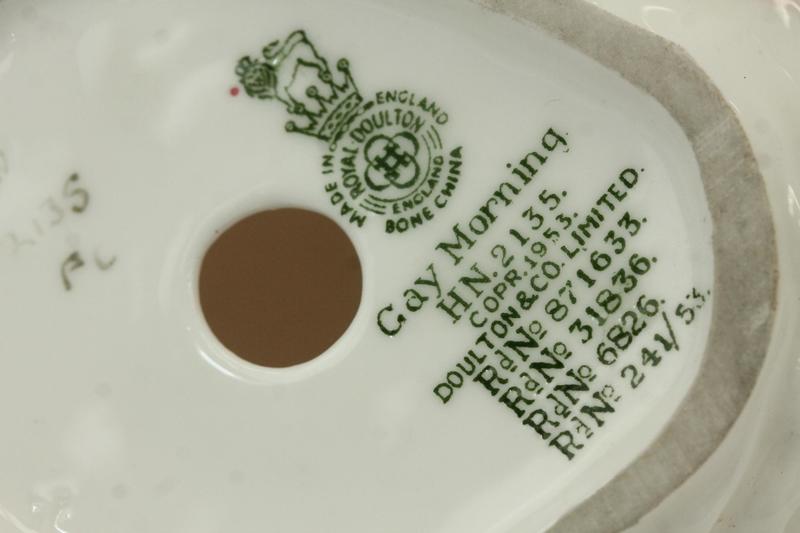 MADE IN ENGLAND
ROYAL DOULTON
ENGLAND
BONE CHINA
Gay Morning
HN.2135.
COPR.1953.
DOULTON & CO. LIMITED.
RdNo 871633.
RdNo 31836.
RdNo 6826.
RdNo 241/53.
2135